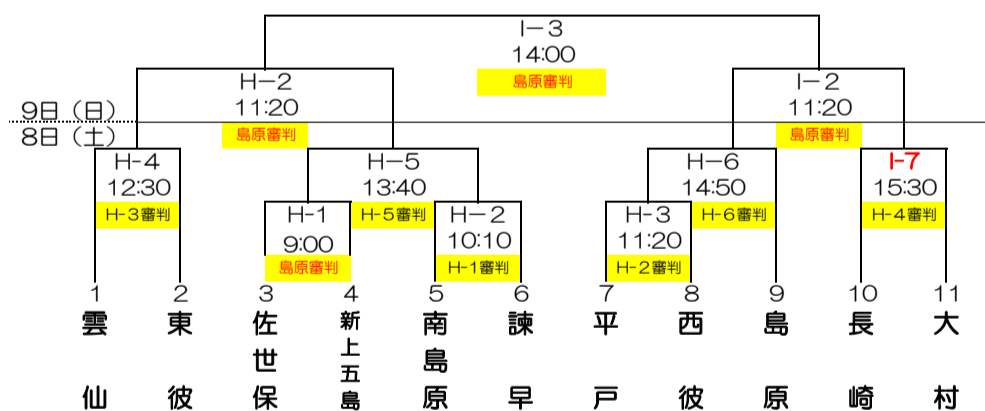 I-3
14:00
島原審判
H-2
11:20
島原審判
I-2
11:20
島原審判
9日(日)
8日(土)
H-4
12:30
H-3審判
H-5
13:40
H-5審判
H-6
14:50
H-6審判
I-7
15:30
H-4審判
H-1
9:00
島原審判
H-2
10:10
H-1審判
H-3
11:20
H-2審判
1 2 3 4 5 6 7 8 9 10 11
雲仙
東彼
佐世保
新上五島
南島原
諫早
平戸
西彼
島原
長崎
大村